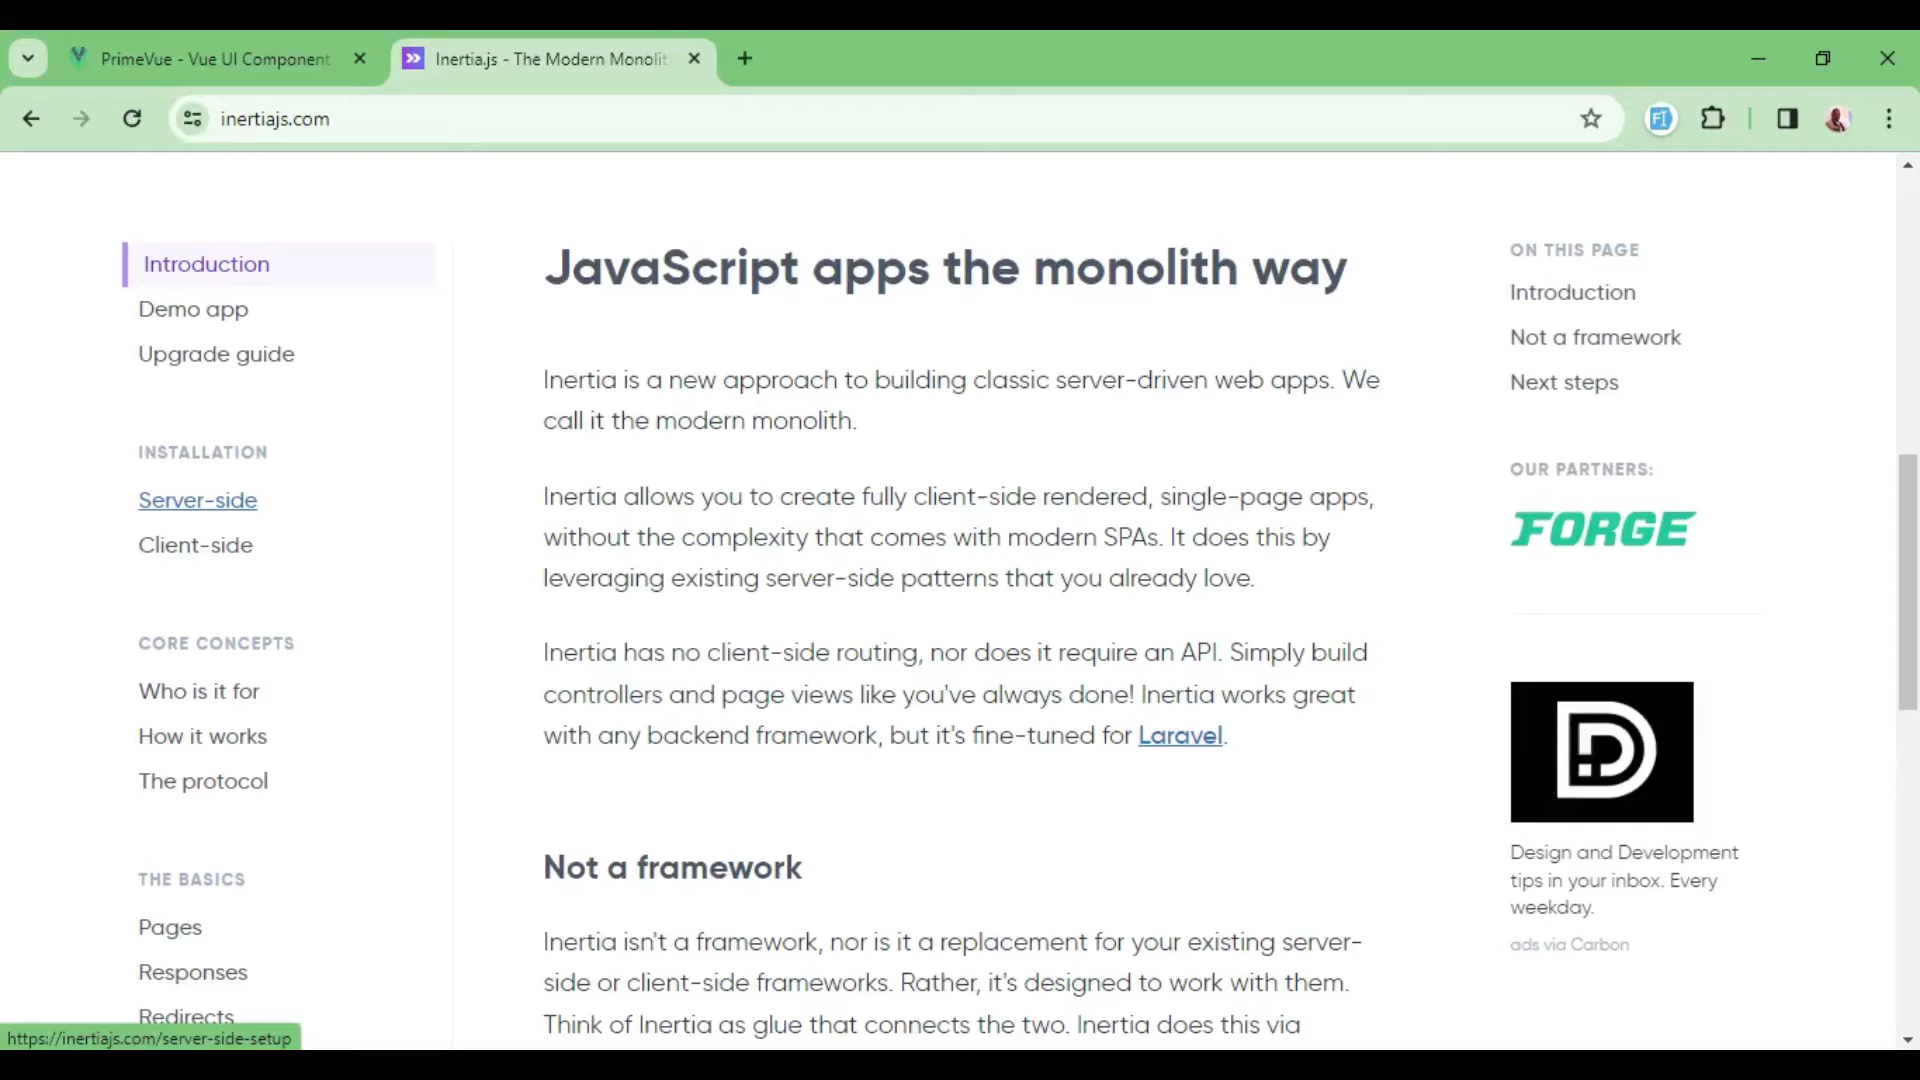 PrimeVue - Vue UI Component
Inertia.js - The Modern Monolit
inertiajs.com
Introduction
Demo app
Upgrade guide
INSTALLATION
Server-side
Client-side
CORE CONCEPTS
Who is it for
How it works
The protocol
THE BASICS
Pages
Responses
Redirects
https://inertiajs.com/server-side-setup
JavaScript apps the monolith way
Inertia is a new approach to building classic server-driven web apps. We
call it the modern monolith.
Inertia allows you to create fully client-side rendered, single-page apps,
without the complexity that comes with modern SPAs. It does this by
leveraging existing server-side patterns that you already love.
Inertia has no client-side routing, nor does it require an API. Simply build
controllers and page views like you've always done! Inertia works great
with any backend framework, but it's fine-tuned for Laravel.
Not a framework
Inertia isn't a framework, nor is it a replacement for your existing server-
side or client-side frameworks. Rather, it's designed to work with them.
Think of Inertia as glue that connects the two. Inertia does this via
ON THIS PAGE
Introduction
Not a framework
Next steps
OUR PARTNERS:
FORGE
Design and Development
tips in your inbox. Every
weekday.
ads via Carbon